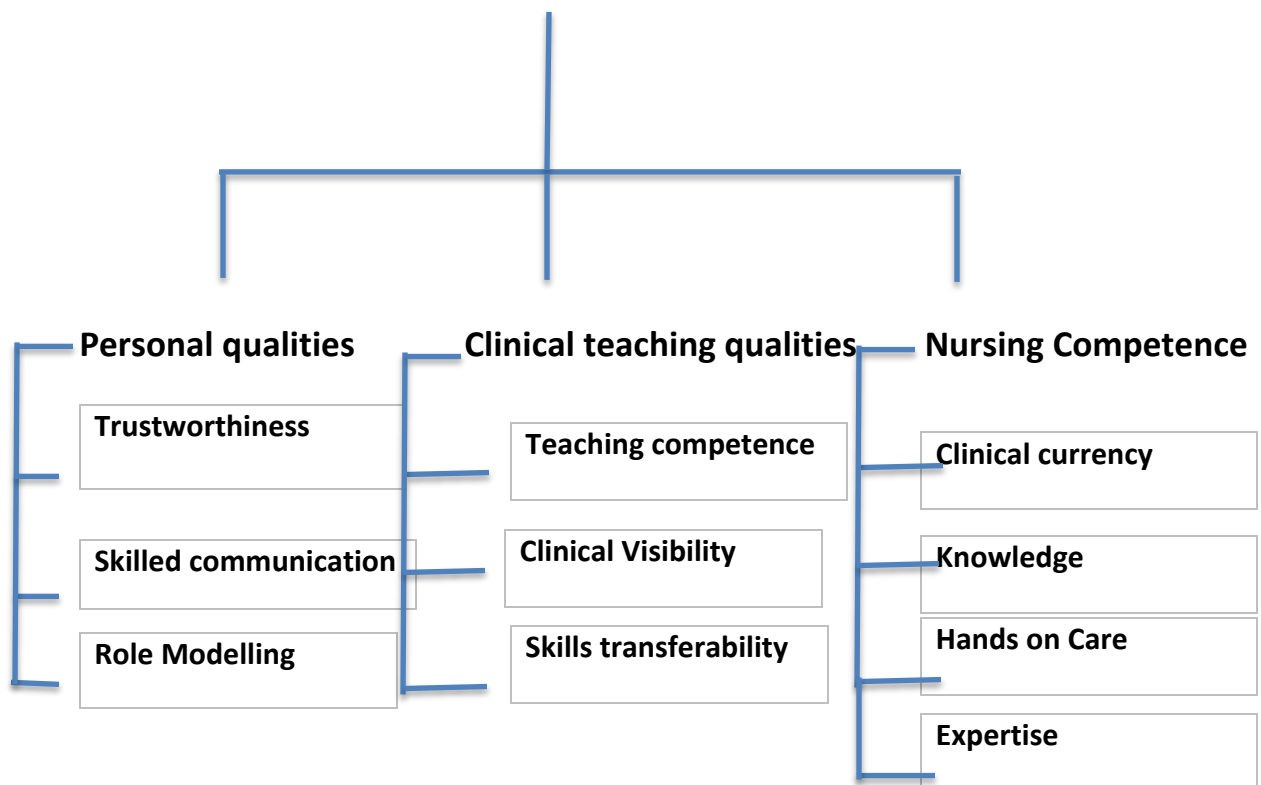 Personal qualities
Trustworthiness
Skilled communication
Role Modelling
Clinical teaching qualities
Teaching competence
Clinical Visibility
Skills transferability
Nursing Competence
Clinical currency
Knowledge
Hands on Care
Expertise